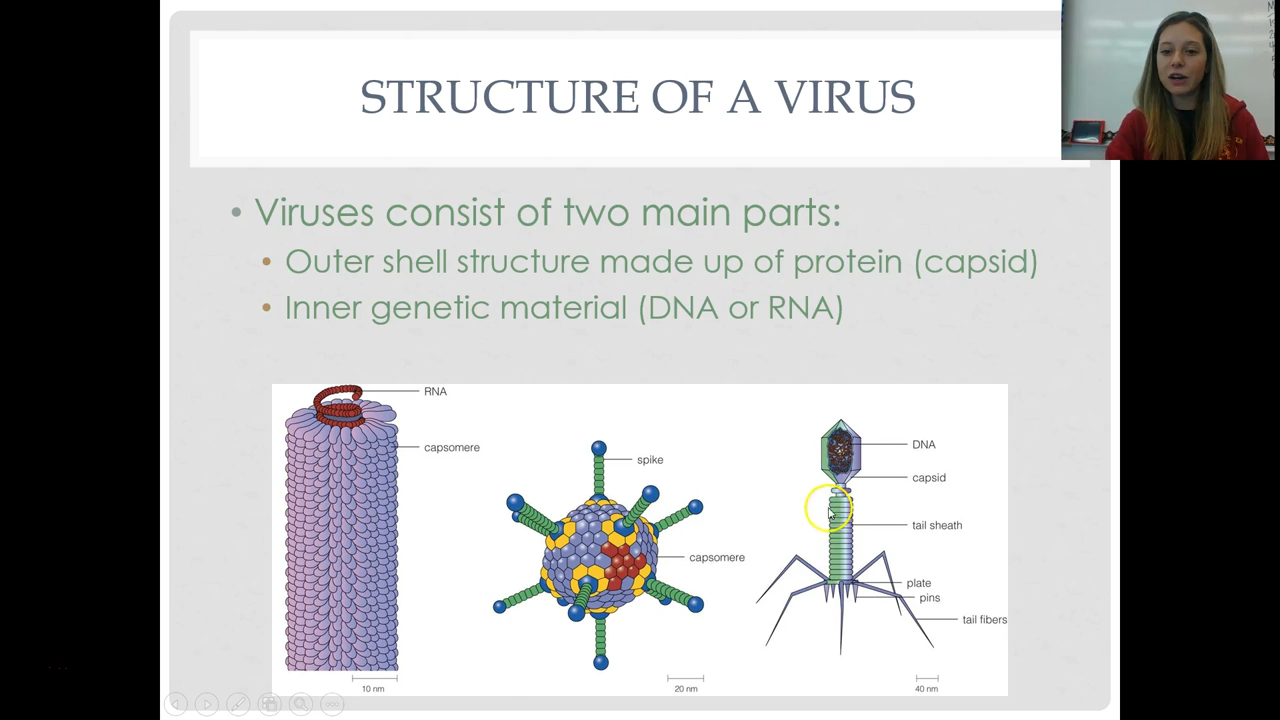 STRUCTURE OF A VIRUS
• Viruses consist of two main parts:
• Outer shell structure made up of protein (capsid)
• Inner genetic material (DNA or RNA)
RNA
capsomere
10 nm
spike
capsomere
20 nm
DNA
capsid
tail sheath
plate
pins
tail fibers
40 nm